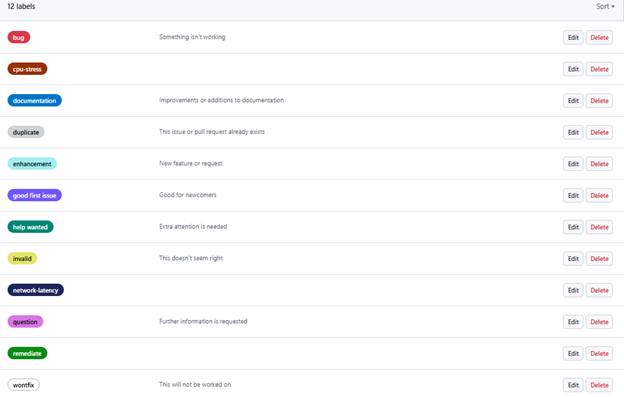 12 labels Sort
bug Something isn't working Edit Delete
cpu-stress Edit Delete
documentation Improvements or additions to documentation Edit Delete
duplicate This issue or pull request already exists Edit Delete
enhancement New feature or request Edit Delete
good first issue Good for newcomers Edit Delete
help wanted Extra attention is needed Edit Delete
invalid This doesn't seem right Edit Delete
network-latency Edit Delete
question Further information is requested Edit Delete
remediate Edit Delete
wontfix This will not be worked on Edit Delete